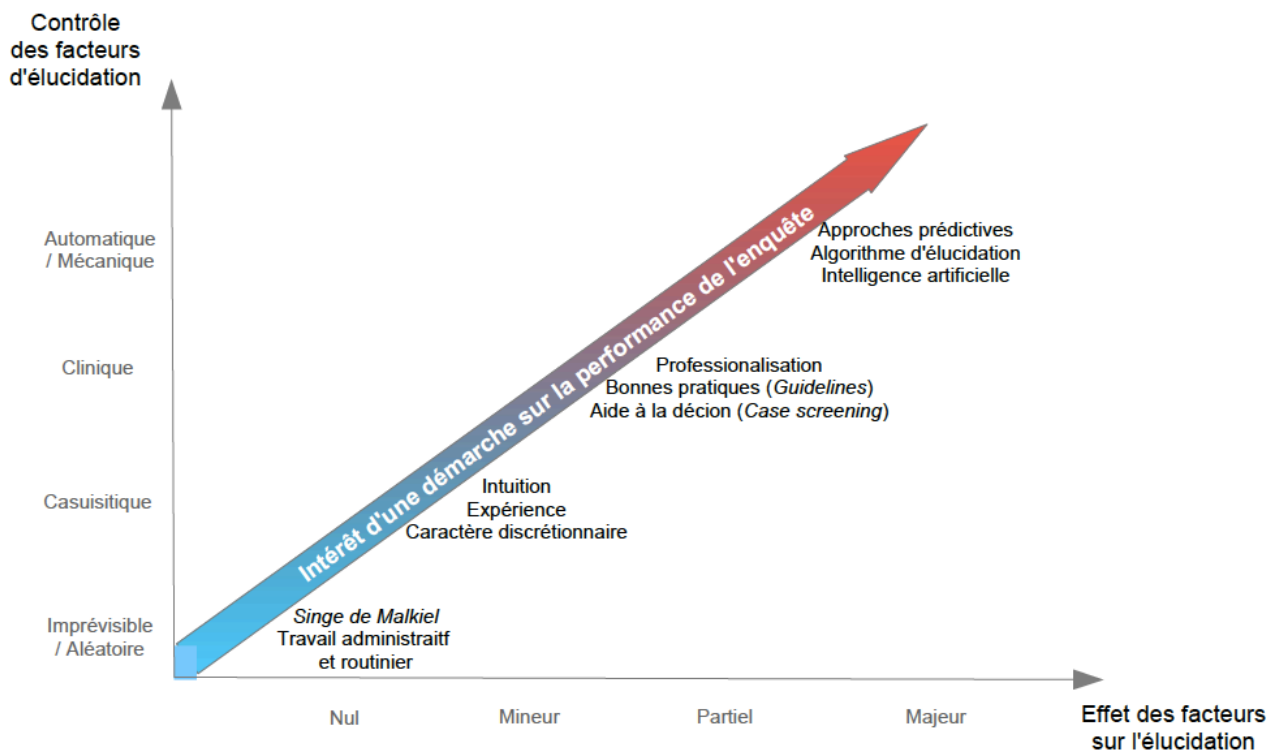 Contrôle
des facteurs
d'élucidation
Automatique
/ Mécanique
Clinique
Casuisitique
Imprévisible
/ Aléatoire
Intérêt d'une démarche sur la performance de l'enquête
Approches prédictives
Algorithme d'élucidation
Intelligence artificielle
Professionalisation
Bonnes pratiques (Guidelines)
Aide à la décion (Case screening)
Intuition
Expérience
Caractère discrétionnaire
Singe de Malkiel
Travail administraitf
et routinier
Nul
Mineur
Partiel
Majeur
Effet des facteurs
sur l'élucidation